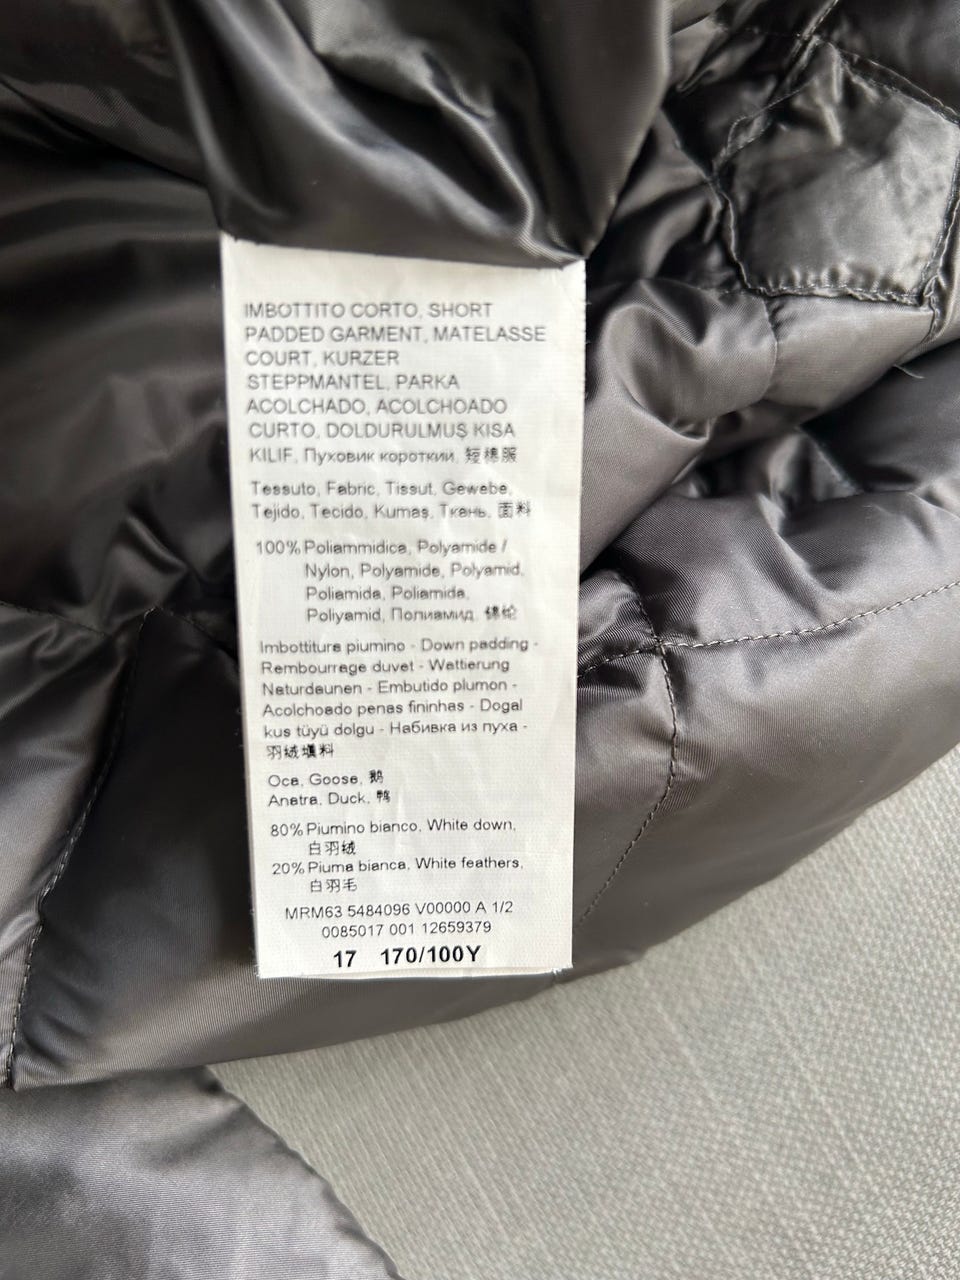 IMBOTTITO CORTO, SHORT
PADDED GARMENT, MATELASSE
COURT, KURZER
STEPPMANTEL, PARKA
ACOLCHADO, ACOLCHOADO
CURTO, DOLDURULMUŞ KISA
KILIF, Пуховик короткий, 短棉服
Tessuto, Fabric, Tissut, Gewebe,
Tejido, Tecido, Kumaş, Ткань, 面料
100% Poliammidica, Polyamide /
Nylon, Polyamide, Polyamid,
Poliamida, Poliamida,
Poliyamid, Полиамид, 锦纶
Imbottitura piumino - Down padding -
Rembourrage duvet - Wattierung
Naturdaunen - Embutido plumon -
Acolchoado penas fininhas - Dogal
kus tüyü dolgu - Набивка из пуха -
羽绒填料
Oca, Goose, 鹅
Anatra, Duck, 鸭
80% Piumino bianco, White down,
白羽绒
20% Piuma bianca, White feathers,
白羽毛
MRM63 5484096 V00000 A 1/2
0085017 001 12659379
17 170/100Y